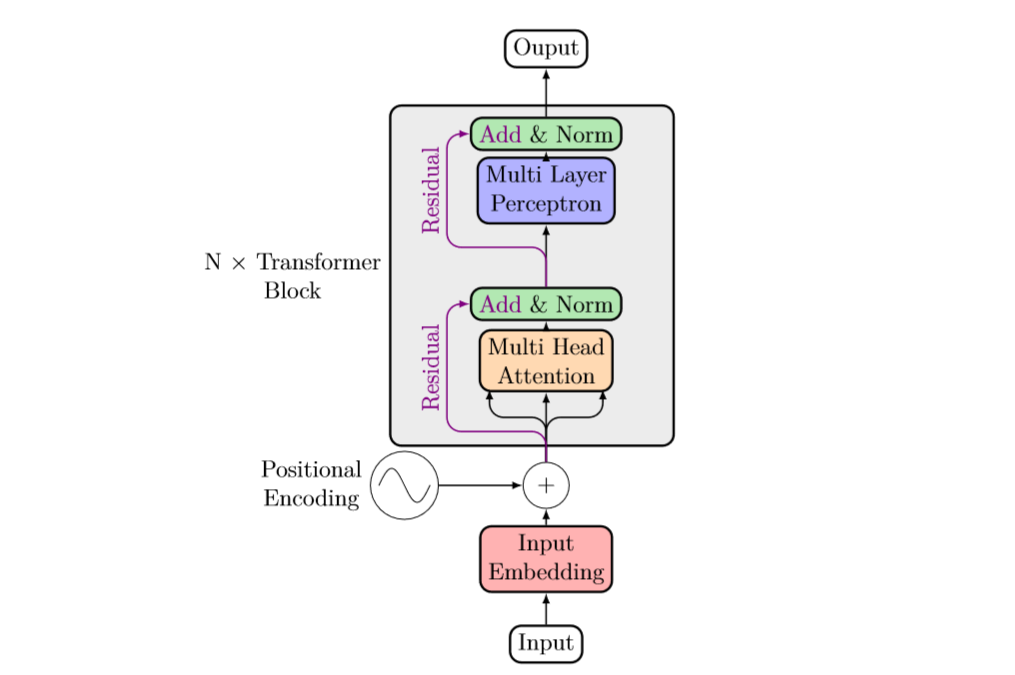 Ouput
Add & Norm
Multi Layer
Perceptron
Residual
N × Transformer
Block
Add & Norm
Multi Head
Attention
Residual
Positional
Encoding
+
Input
Embedding
Input